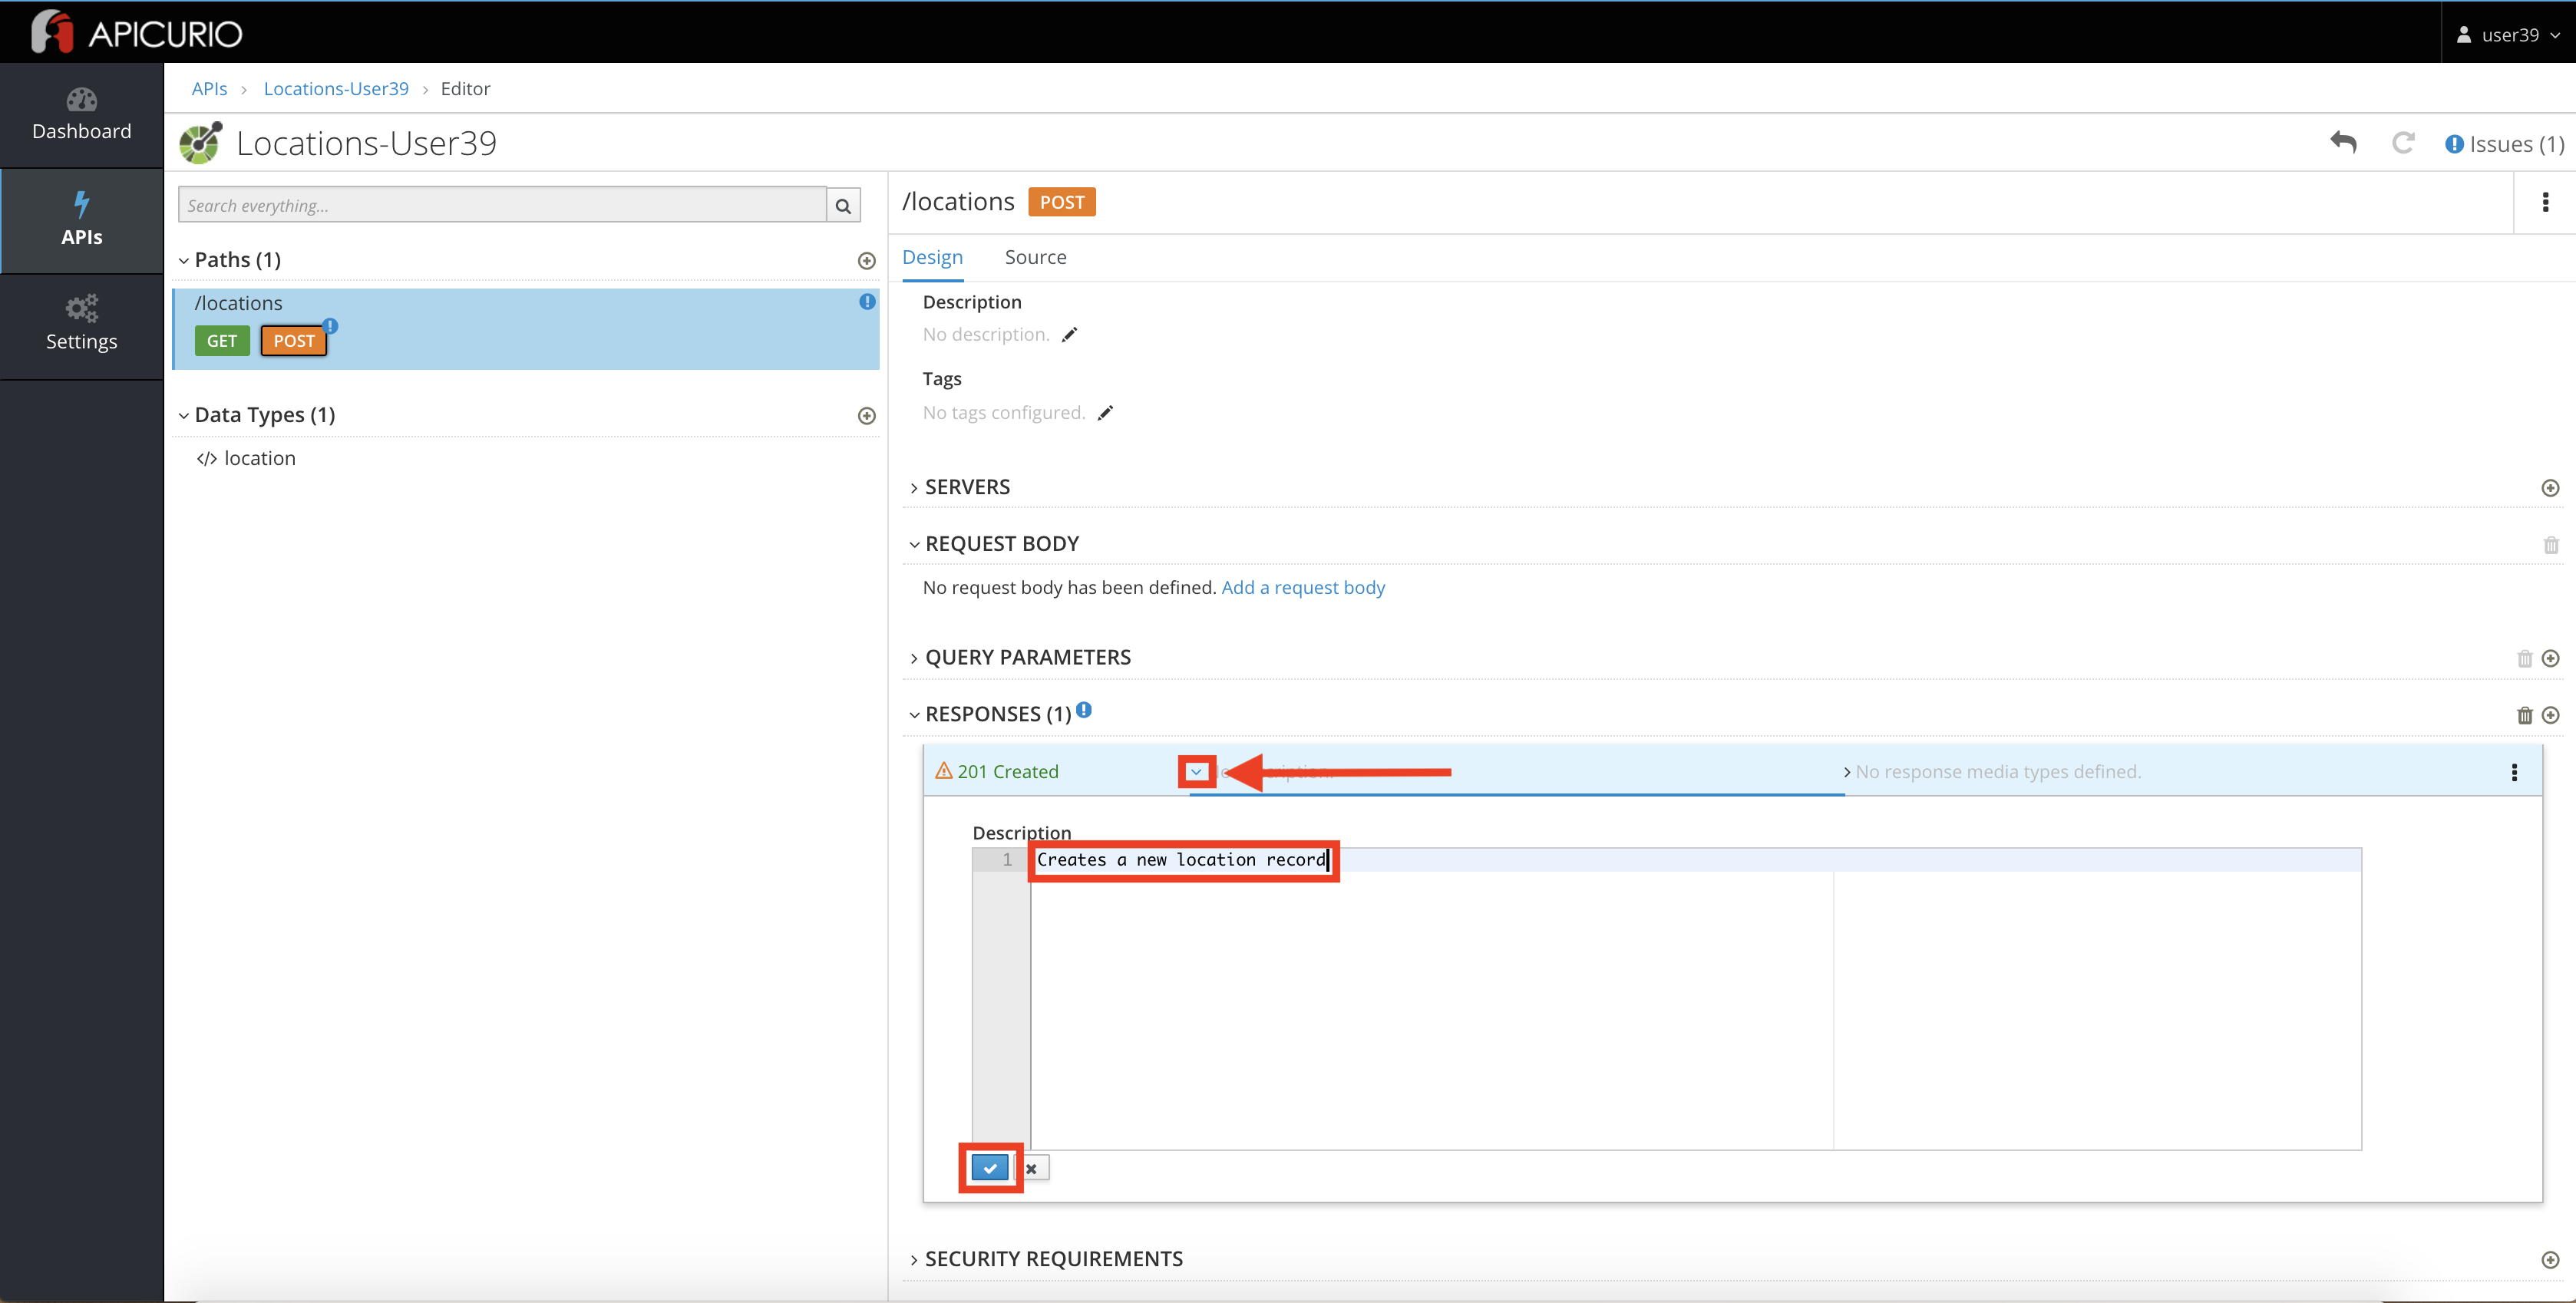 APICURIO
user39
Dashboard
APIs
Settings
APIs › Locations-User39 › Editor
Locations-User39
Issues (1)
Search everything...
Paths (1)
/locations
GET POST
Data Types (1)
</> location
/locations POST
Design Source
Description
No description.
Tags
No tags configured.
SERVERS
REQUEST BODY
No request body has been defined. Add a request body
QUERY PARAMETERS
RESPONSES (1)
201 Created
No response media types defined.
Description
1 Creates a new location record
SECURITY REQUIREMENTS